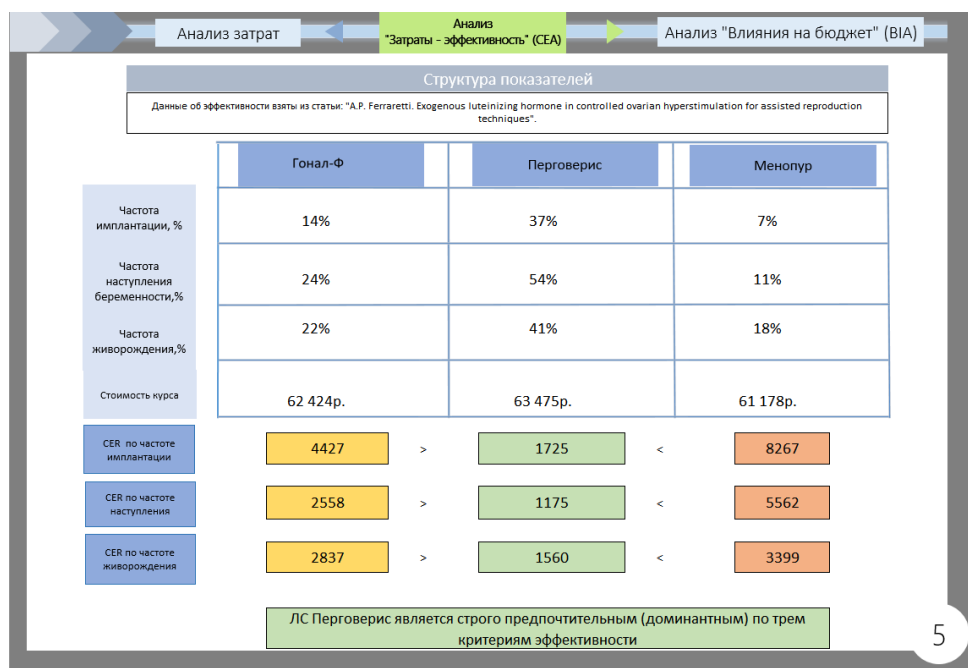 Анализ затрат
Анализ
"Затраты - эффективность" (CEA)
Анализ "Влияния на бюджет" (BIA)
Структура показателей
Данные об эффективности взяты из статьи: "A.P. Ferraretti. Exogenous luteinizing hormone in controlled ovarian hyperstimulation for assisted reproduction
techniques".
Гонал-Ф
Перговерис
Менопур
Частота
имплантации, %
14%
37%
7%
Частота
наступления
беременности,%
24%
54%
11%
Частота
живорождения,%
22%
41%
18%
Стоимость курса
62 424р.
63 475р.
61 178р.
CER по частоте
имплантации
4427
>
1725
<
8267
CER по частоте
наступления
2558
>
1175
<
5562
CER по частоте
живорождения
2837
>
1560
<
3399
ЛС Перговерис является строго предпочтительным (доминантным) по трем
критериям эффективности
5